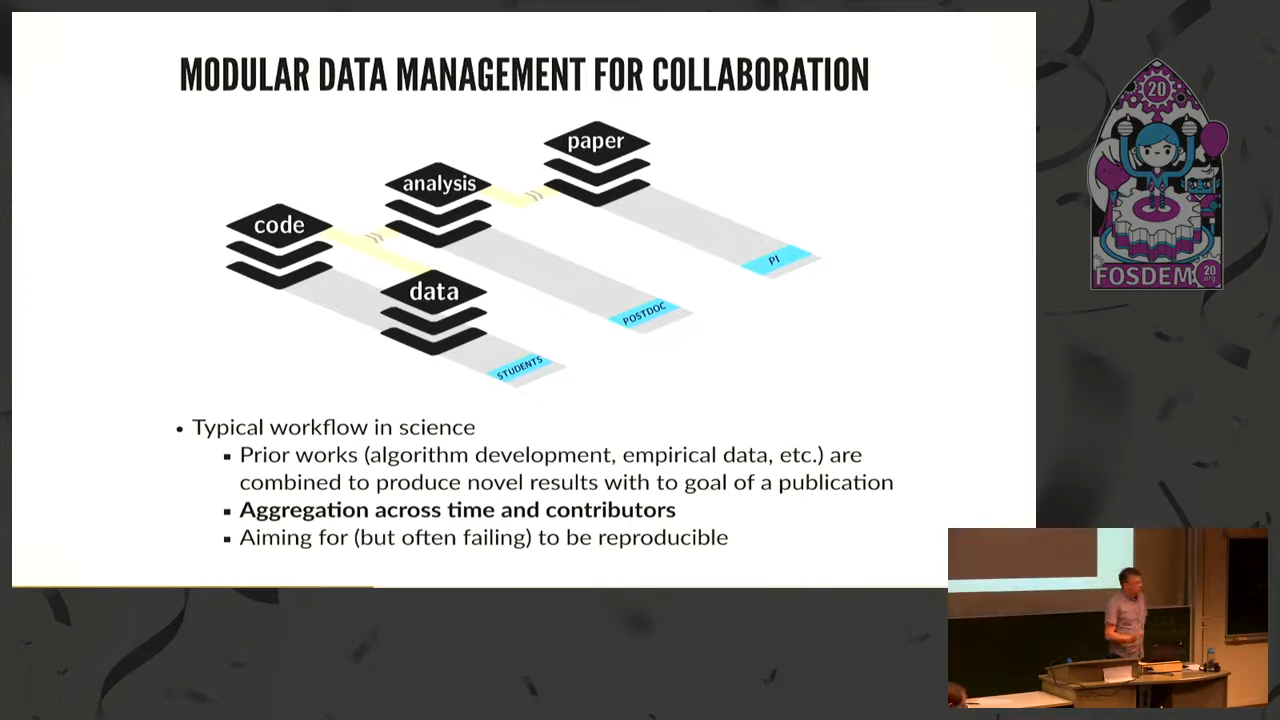 MODULAR DATA MANAGEMENT FOR COLLABORATION
paper
analysis
code
data
PI
POSTDOC
STUDENTS
• Typical workflow in science
▪ Prior works (algorithm development, empirical data, etc.) are
combined to produce novel results with to goal of a publication
▪ Aggregation across time and contributors
▪ Aiming for (but often failing) to be reproducible
20
FOSDEM
20
.org